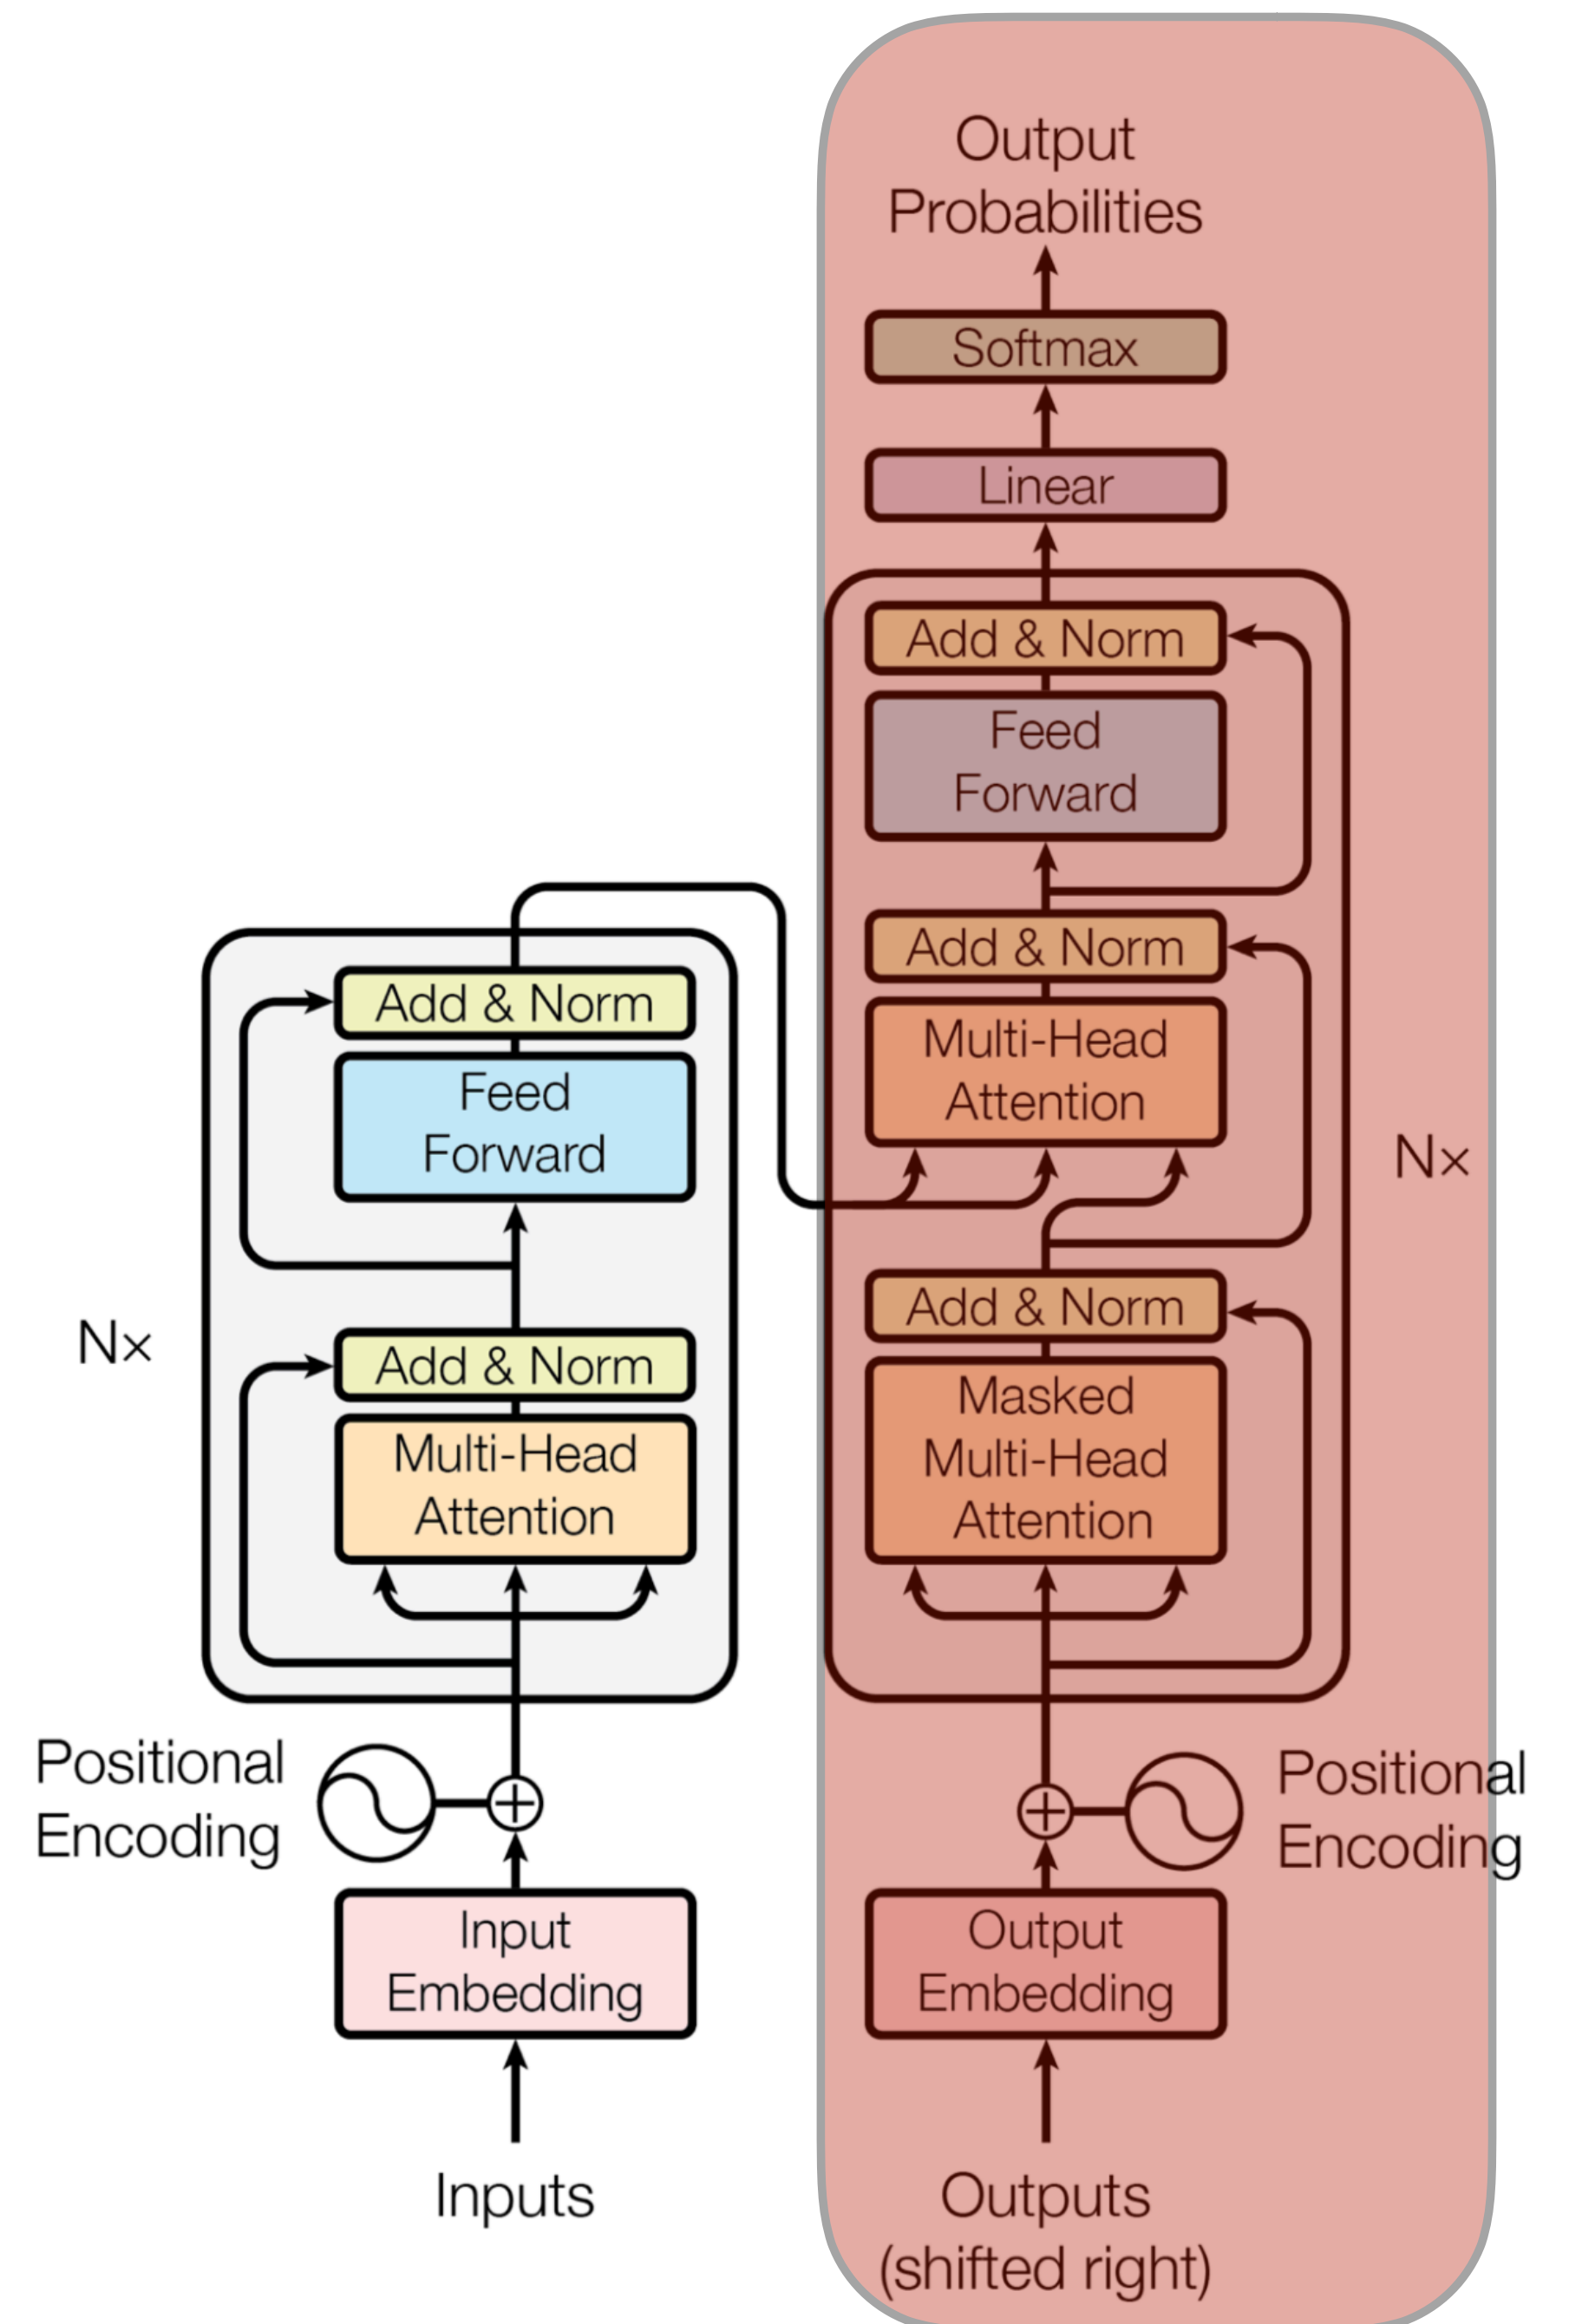 Output
Probabilities
Softmax
Linear
Add & Norm
Feed
Forward
Add & Norm
Multi-Head
Attention
Add & Norm
Masked
Multi-Head
Attention
N×
Positional
Encoding
Output
Embedding
Outputs
(shifted right)
Add & Norm
Feed
Forward
Add & Norm
Multi-Head
Attention
N×
Positional
Encoding
Input
Embedding
Inputs